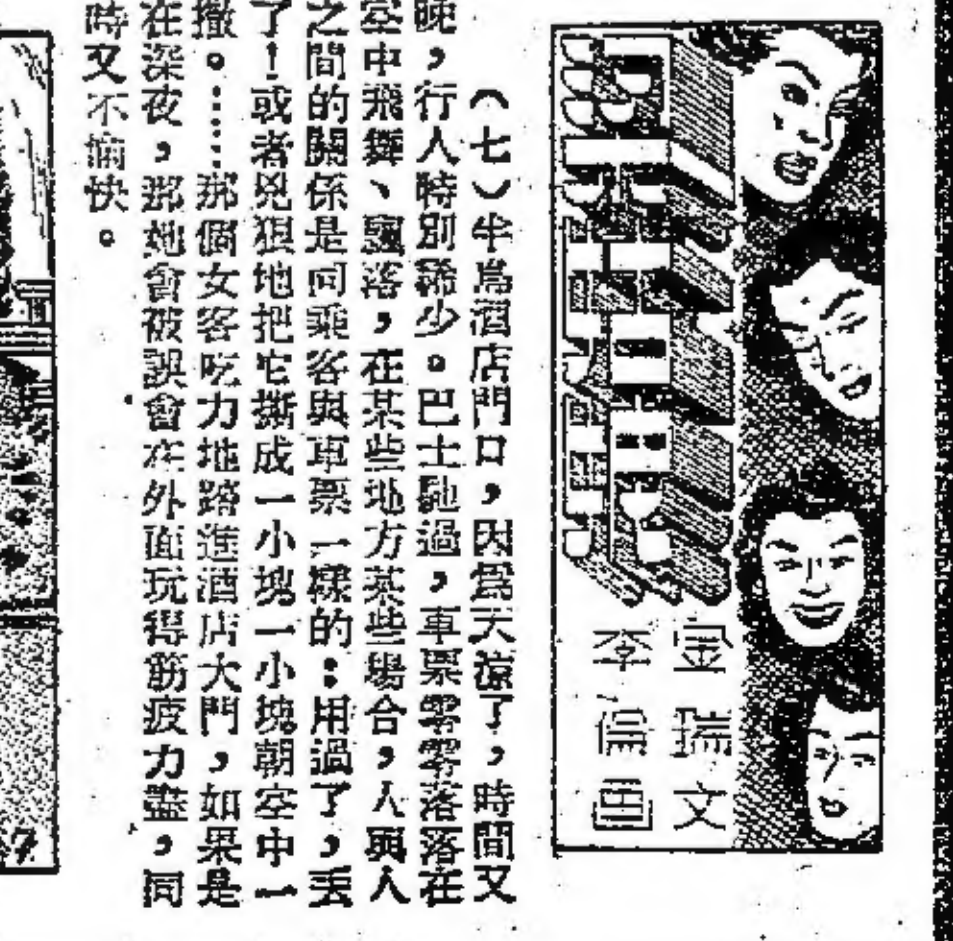 金瑞文
李倫画
（七）半島酒店門口，因爲天涼了，時間又
晚，行人特別稀少。巴士馳過，車票零零落落在
空中飛舞、飄落，在某些地方某些場合，人與人
之間的關係是同乘客與車票一樣的：用過了，丟
了！或者兇狠地把它撕成一小塊一小塊朝空中一
撒。……那個女客吃力地踏進酒店大門，如果是
在深夜，那她會被誤會在外面玩得筋疲力盡，同
時又不愉快。
7